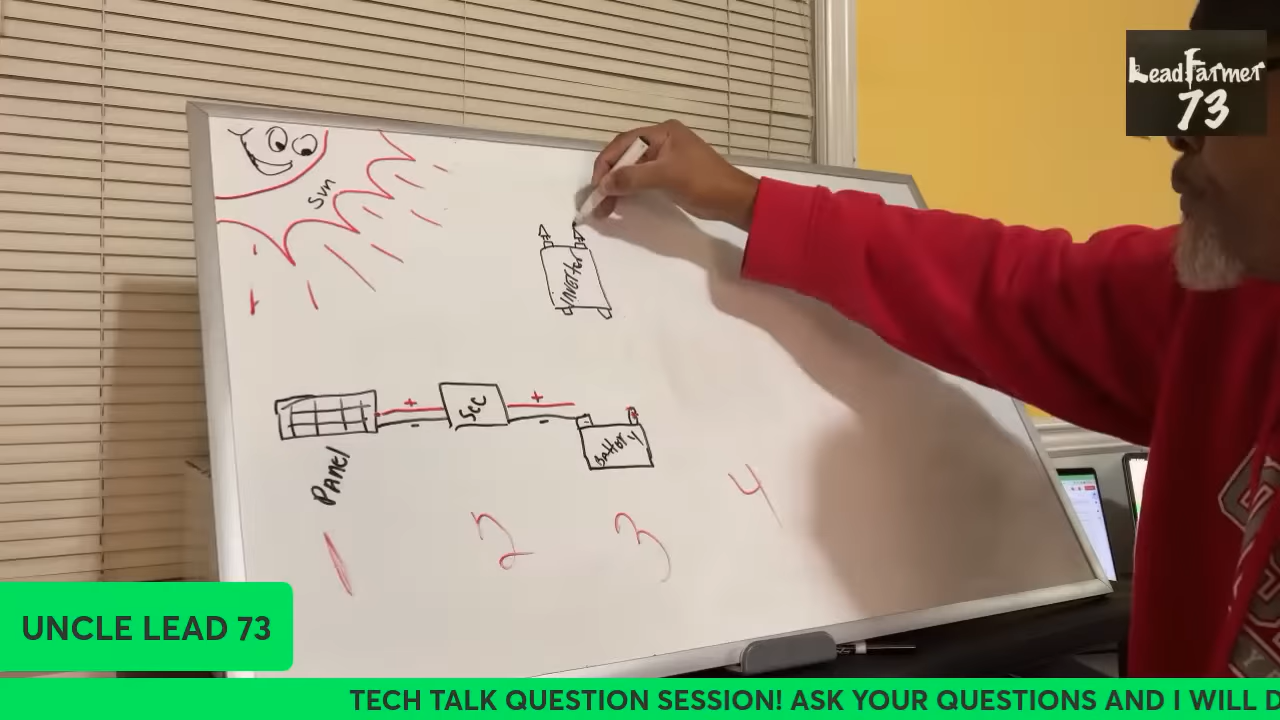 LeadFarmer
73
sun
Inverter
+
+
Scc
-
-
Battery
PANEL
1
2
3
4
UNCLE LEAD 73
TECH TALK QUESTION SESSION! ASK YOUR QUESTIONS AND I WILL D